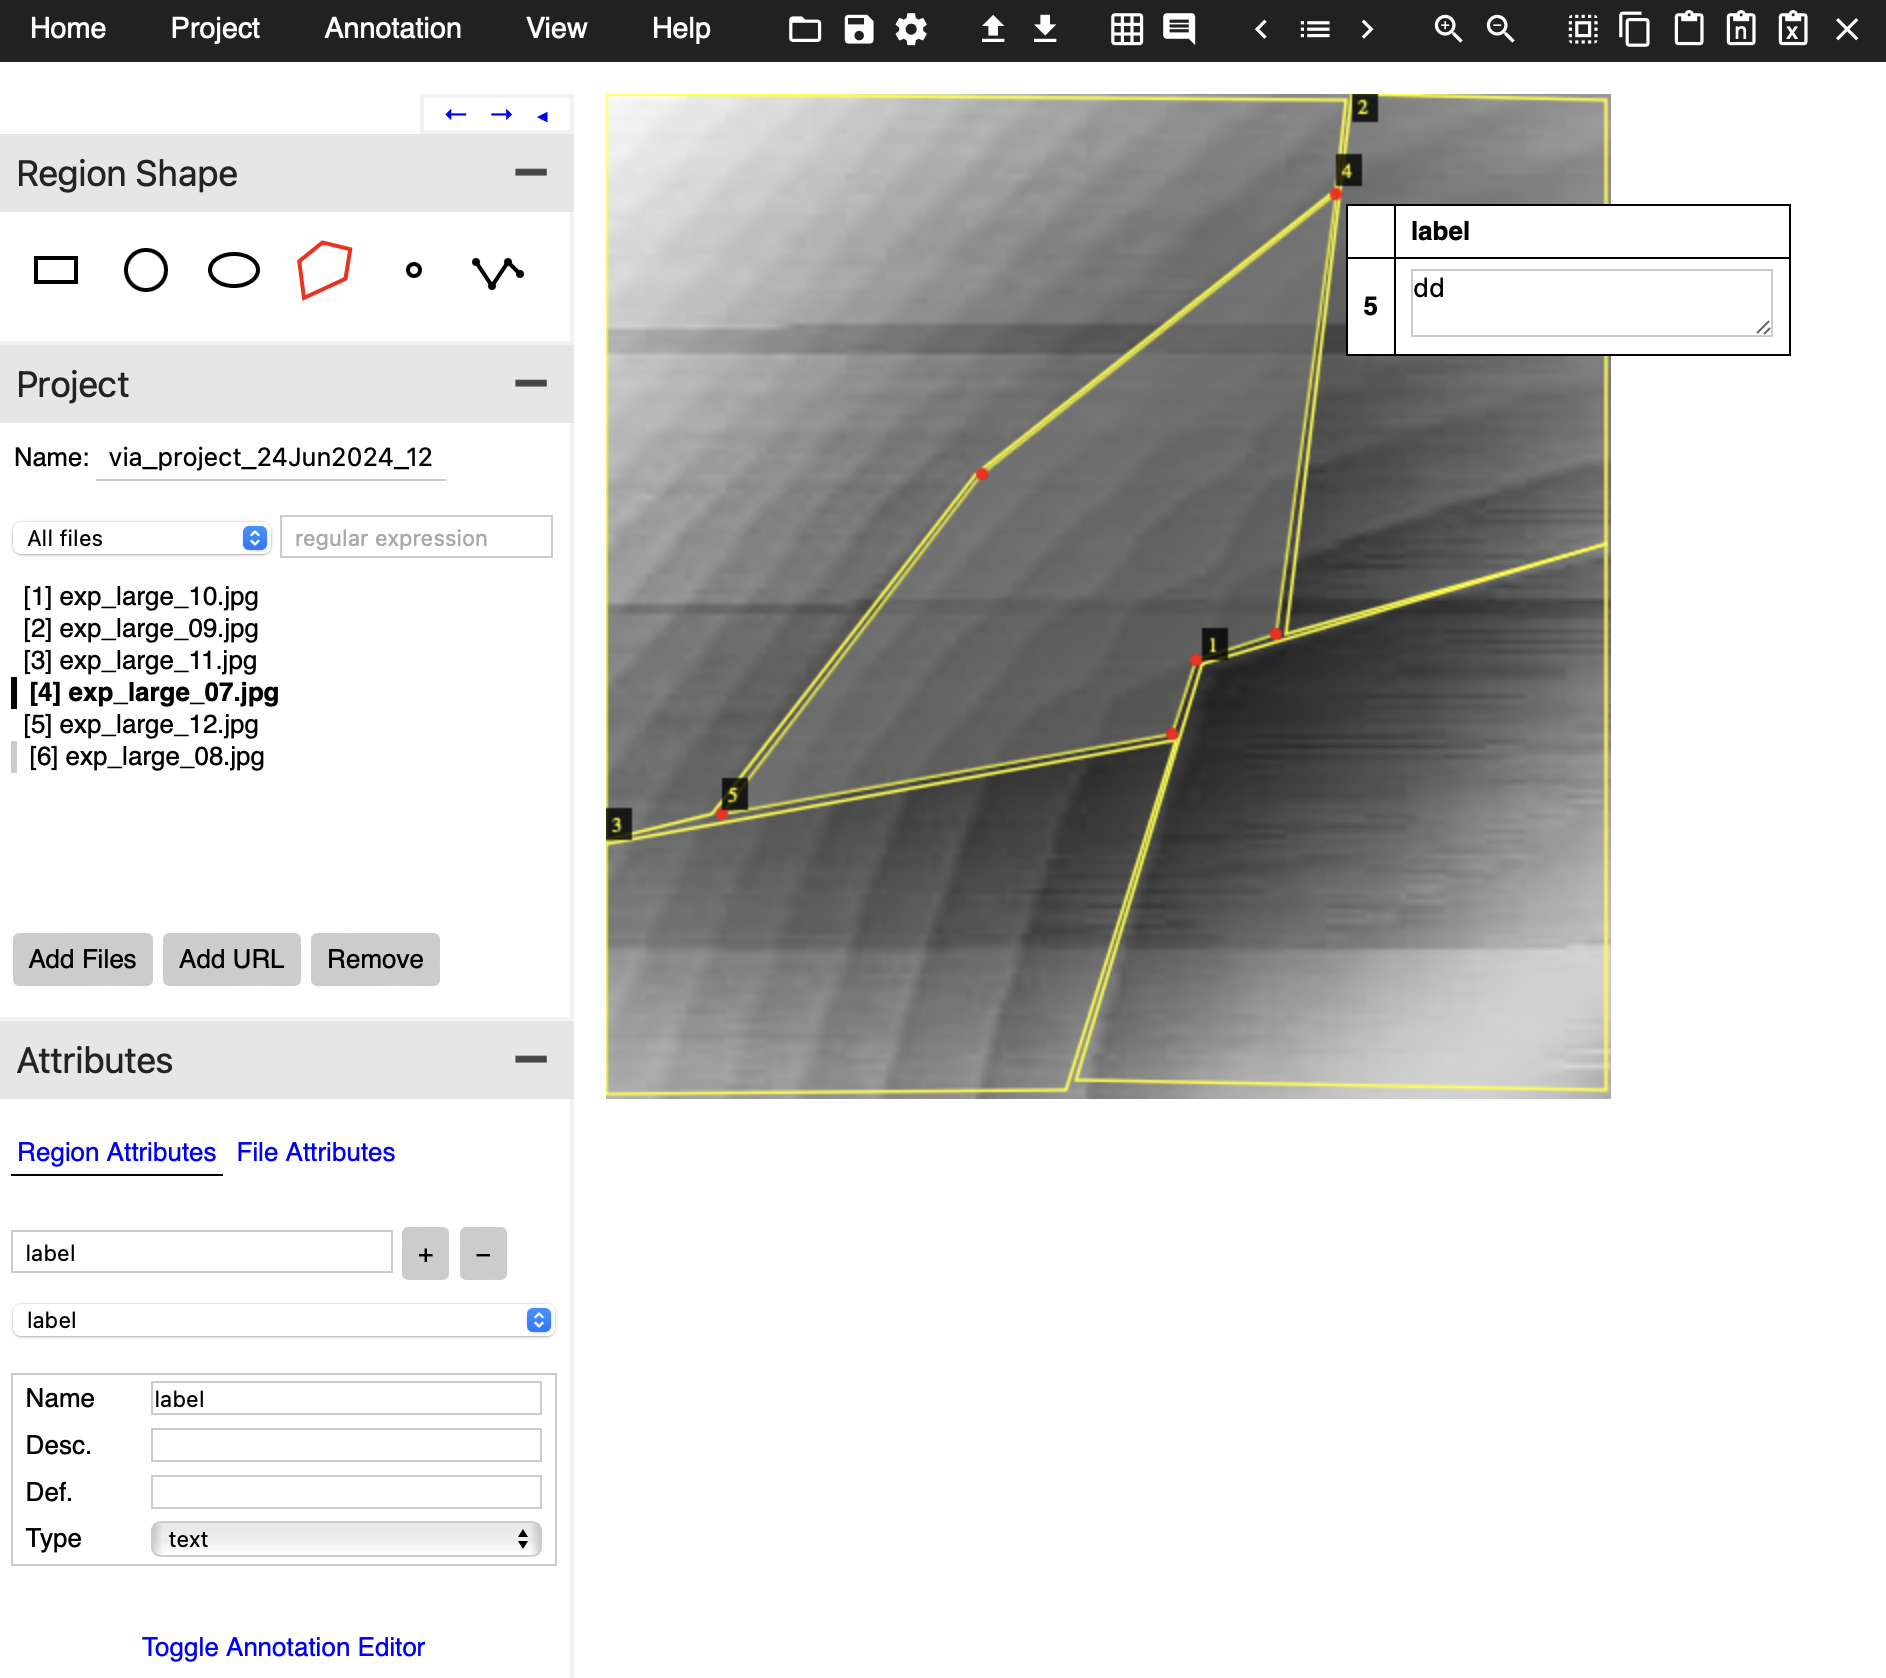 Home Project Annotation View Help
Region Shape
Project
Name: via_project_24Jun2024_12
All files regular expression
[1] exp_large_10.jpg
[2] exp_large_09.jpg
[3] exp_large_11.jpg
[4] exp_large_07.jpg
[5] exp_large_12.jpg
[6] exp_large_08.jpg
Add Files Add URL Remove
Attributes
Region Attributes File Attributes
label + −
label
Name label
Desc.
Def.
Type text
Toggle Annotation Editor
2
4
label
5 dd
1
5
3